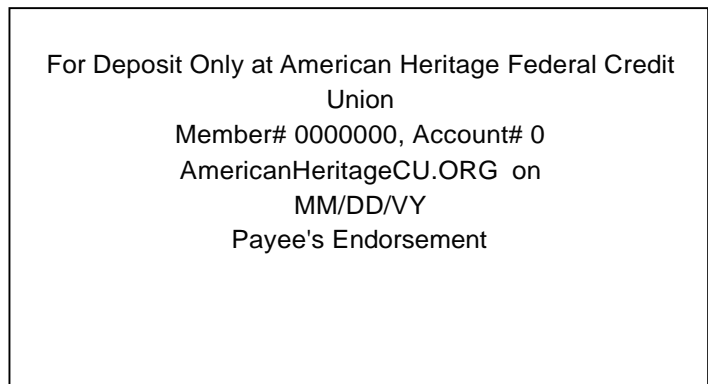 For Deposit Only at American Heritage Federal Credit
Union
Member# 0000000, Account# 0
AmericanHeritageCU.ORG on
MM/DD/VY
Payee's Endorsement